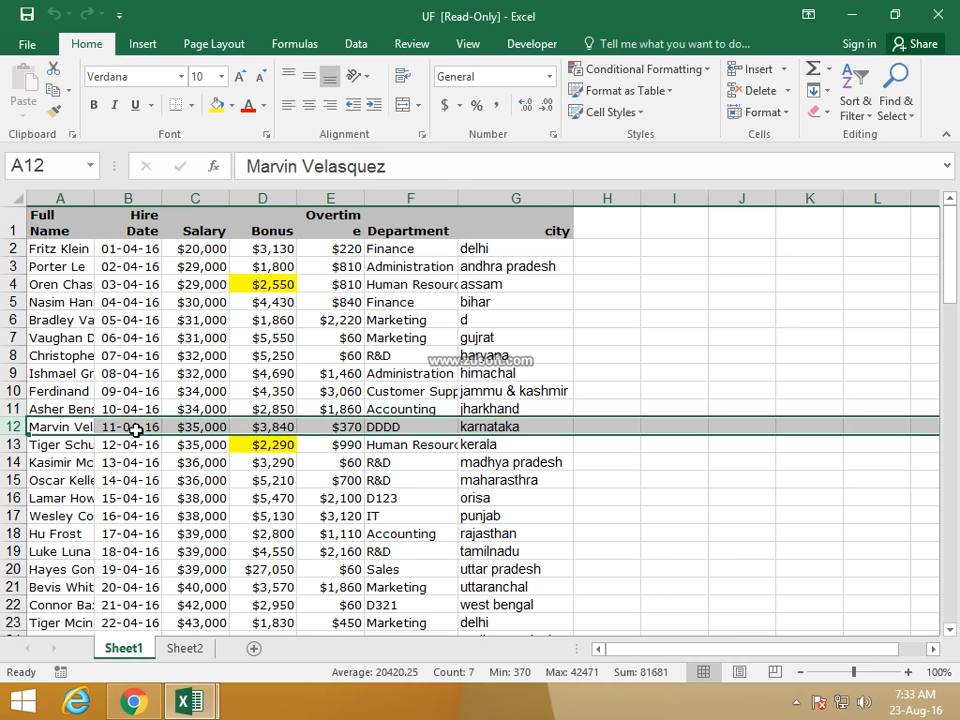 UF [Read-Only] - Excel
File Home Insert Page Layout Formulas Data Review View Developer Tell me what you want to do... Sign in Share
Paste Verdana 10 General Conditional Formatting Insert
Format as Table Delete Sort & Find &
B I U A $ % , Cell Styles Format Filter Select
Clipboard Font Alignment Number Styles Cells Editing
A12 fx Marvin Velasquez
A B C D E F G H I J K L
1 Full Name Hire Date Salary Bonus Overtime Department city
2 Fritz Klein 01-04-16 $20,000 $3,130 $220 Finance delhi
3 Porter Le 02-04-16 $29,000 $1,800 $810 Administration andhra pradesh
4 Oren Chas 03-04-16 $29,000 $2,550 $810 Human Resourc assam
5 Nasim Han 04-04-16 $30,000 $4,430 $840 Finance bihar
6 Bradley Va 05-04-16 $31,000 $1,860 $2,220 Marketing d
7 Vaughan D 06-04-16 $31,000 $5,550 $60 Marketing gujrat
8 Christophe 07-04-16 $32,000 $5,250 $60 R&D haryana
9 Ishmael Gr 08-04-16 $32,000 $4,690 $1,460 Administration himachal
10 Ferdinand 09-04-16 $34,000 $4,350 $3,060 Customer Supp jammu & kashmir
11 Asher Bens 10-04-16 $34,000 $2,850 $1,860 Accounting jharkhand
12 Marvin Vel 11-04-16 $35,000 $3,840 $370 DDDD karnataka
13 Tiger Schu 12-04-16 $35,000 $2,290 $990 Human Resourc kerala
14 Kasimir Mc 13-04-16 $36,000 $3,290 $60 R&D madhya pradesh
15 Oscar Kelle 14-04-16 $36,000 $5,210 $700 R&D maharasthra
16 Lamar How 15-04-16 $38,000 $5,470 $2,100 D123 orisa
17 Wesley Co 16-04-16 $38,000 $5,130 $3,120 IT punjab
18 Hu Frost 17-04-16 $39,000 $2,800 $1,110 Accounting rajasthan
19 Luke Luna 18-04-16 $39,000 $4,550 $2,160 R&D tamilnadu
20 Hayes Gon 19-04-16 $39,000 $27,050 $60 Sales uttar pradesh
21 Bevis Whit 20-04-16 $40,000 $3,570 $1,860 Marketing uttaranchal
22 Connor Ba 21-04-16 $42,000 $2,950 $60 D321 west bengal
23 Tiger Mcin 22-04-16 $43,000 $1,830 $450 Marketing delhi
Sheet1 Sheet2
Ready Average: 20420.25 Count: 7 Min: 370 Max: 42471 Sum: 81681 100%
7:33 AM
23-Aug-16